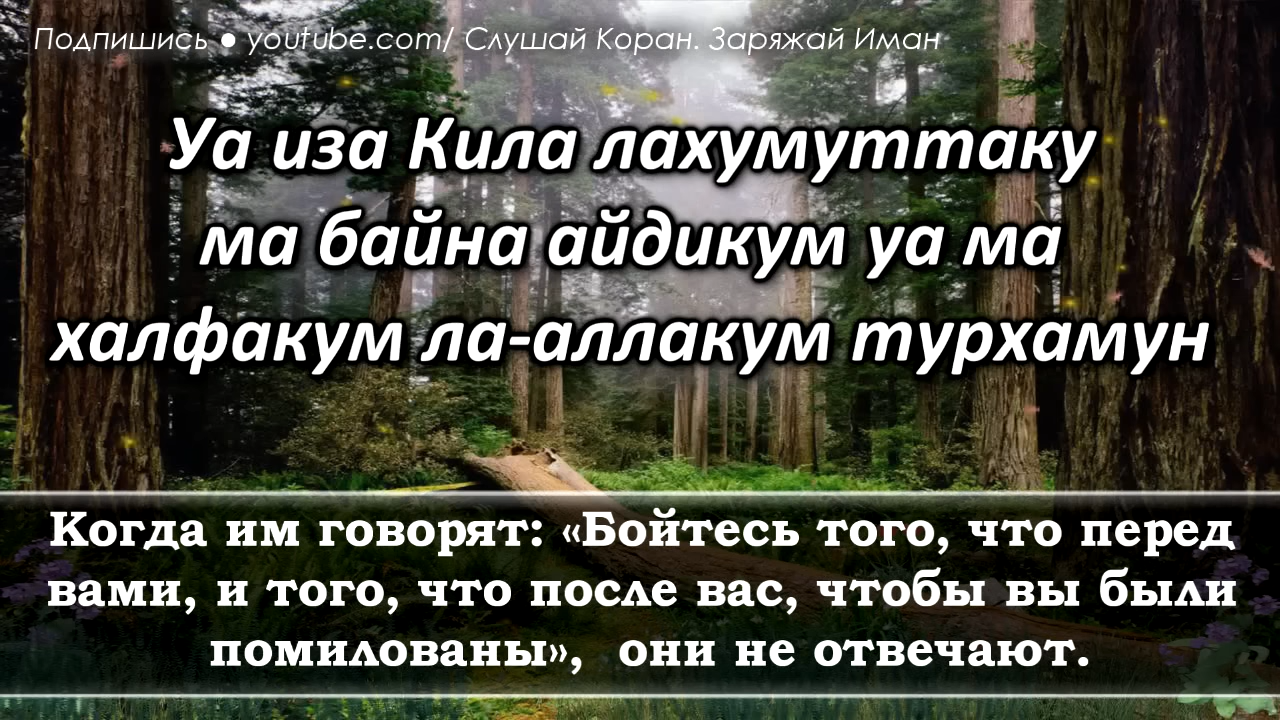 Подпишись ● youtube.com/ Слушай Коран. Заряжай Иман
Уа иза Кила лахумуттаку
ма байна айдикум уа ма
халфакум ла-аллакум турхамун
Когда им говорят: «Бойтесь того, что перед
вами, и того, что после вас, чтобы вы были
помилованы», они не отвечают.